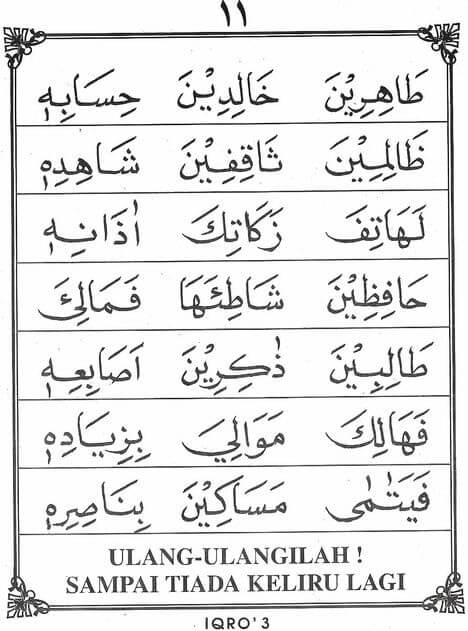 ١١
طَاهِرِيْنَ خَالِدِيْنَ حِسَابِهٖ
ظَالِمِيْنَ ثَاقِفِيْنَ شَاهِدِهٖ
لَهَاتِفَ زَكَاتِكَ اُذَانِهٖ
حَافِظِيْنَ شَاطِئَهَا فَمَالِئَ
طَالِبِيْنَ ذٰكِرِيْنَ اَصَابِعِهٖ
فَهَالِكَ مَوَالِيَ بِزِيَادِهٖ
فَيَتٰمٰى مَسَاكِيْنَ بِنَاصِرِهٖ
ULANG-ULANGILAH !
SAMPAI TIADA KELIRU LAGI
IQRO'3